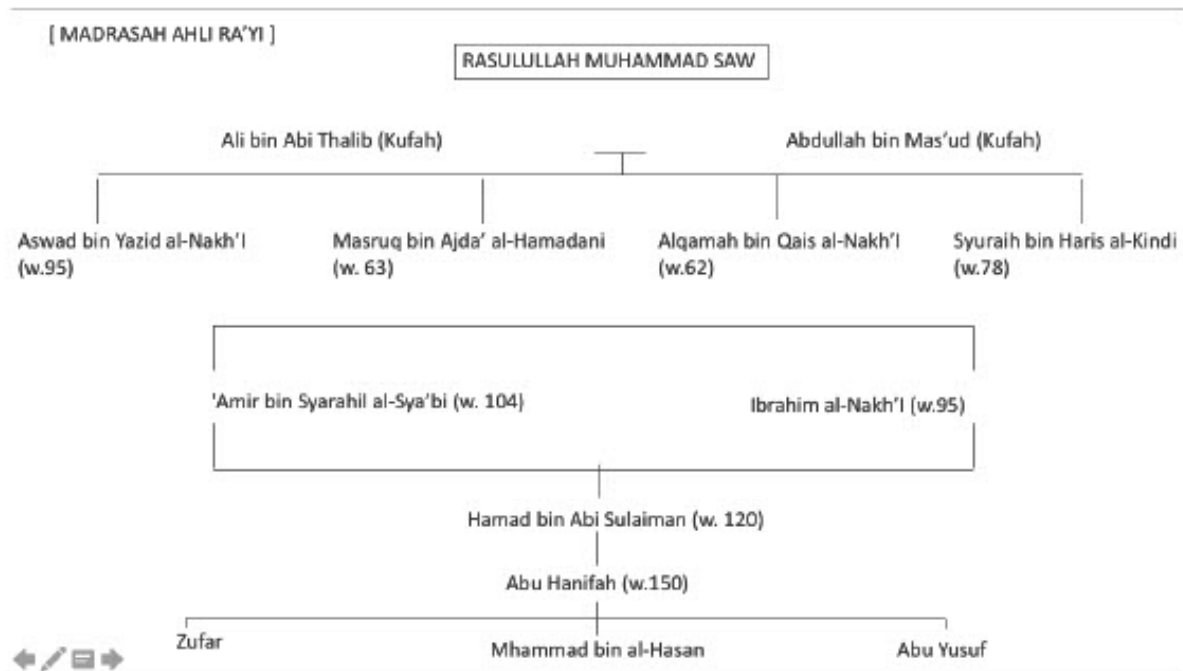 [ MADRASAH AHLI RA'YI ]
RASULULLAH MUHAMMAD SAW
Ali bin Abi Thalib (Kufah)
Abdullah bin Mas'ud (Kufah)
Aswad bin Yazid al-Nakh'I
(w.95)
Masruq bin Ajda' al-Hamadani
(w. 63)
Alqamah bin Qais al-Nakh'I
(w.62)
Syuraih bin Haris al-Kindi
(w.78)
'Amir bin Syarahil al-Sya'bi (w. 104)
Ibrahim al-Nakh'I (w.95)
Hamad bin Abi Sulaiman (w. 120)
Abu Hanifah (w.150)
Zufar
Mhammad bin al-Hasan
Abu Yusuf